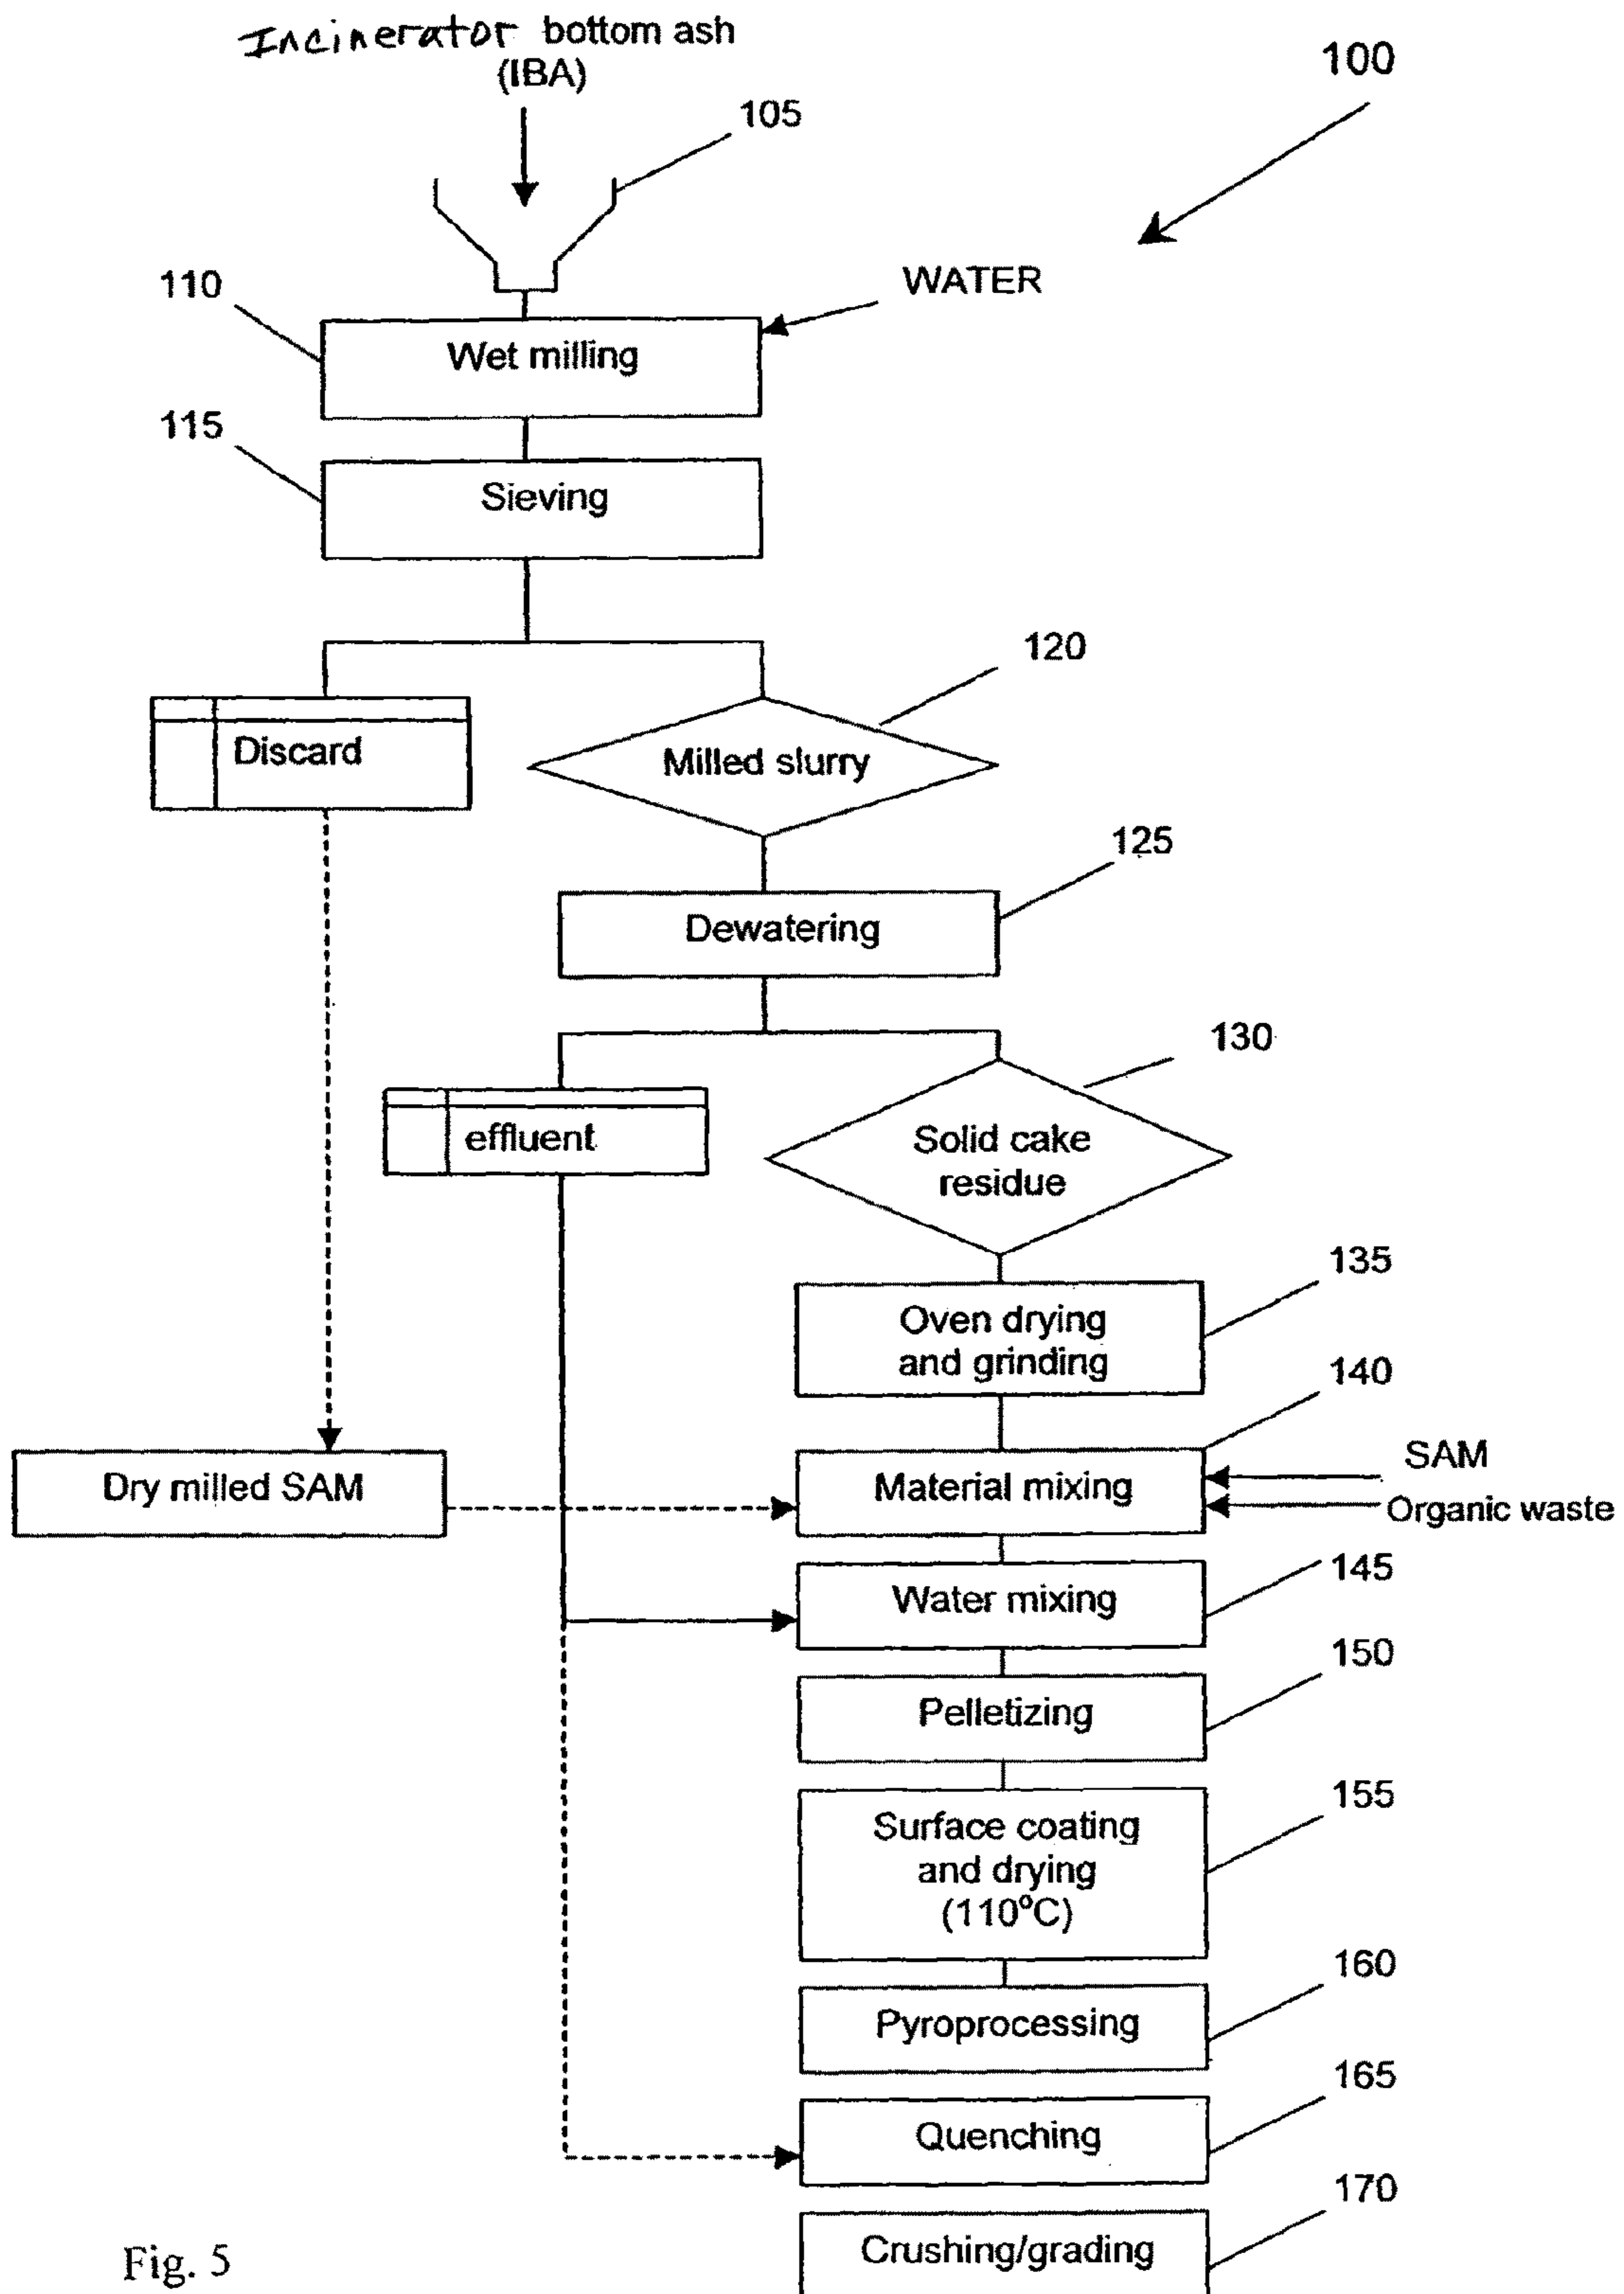 Incinerator bottom ash
(IBA)
100
105
110
WATER
Wet milling
115
Sieving
120
Discard
Milled slurry
125
Dewatering
130
effluent
Solid cake
residue
135
Oven drying
and grinding
140
Dry milled SAM
Material mixing
SAM
Organic waste
145
Water mixing
150
Pelletizing
155
Surface coating
and drying
(110°C)
160
Pyroprocessing
165
Quenching
170
Crushing/grading
Fig. 5